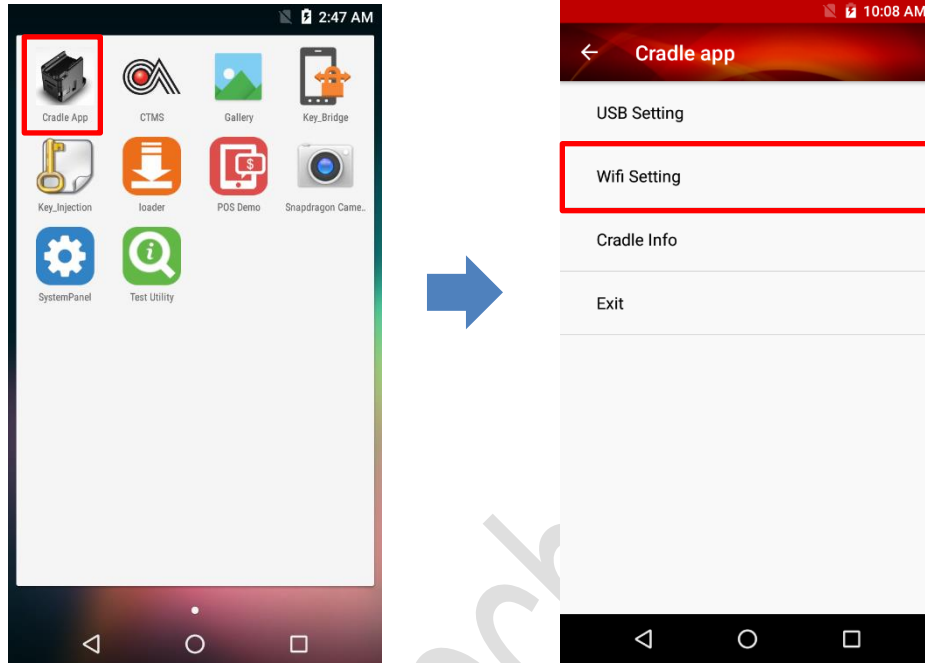 2:47 AM
Cradle App
CTMS
Gallery
Key_Bridge
Key_Injection
loader
POS Demo
Snapdragon Came..
SystemPanel
Test Utility
10:08 AM
Cradle app
USB Setting
Wifi Setting
Cradle Info
Exit